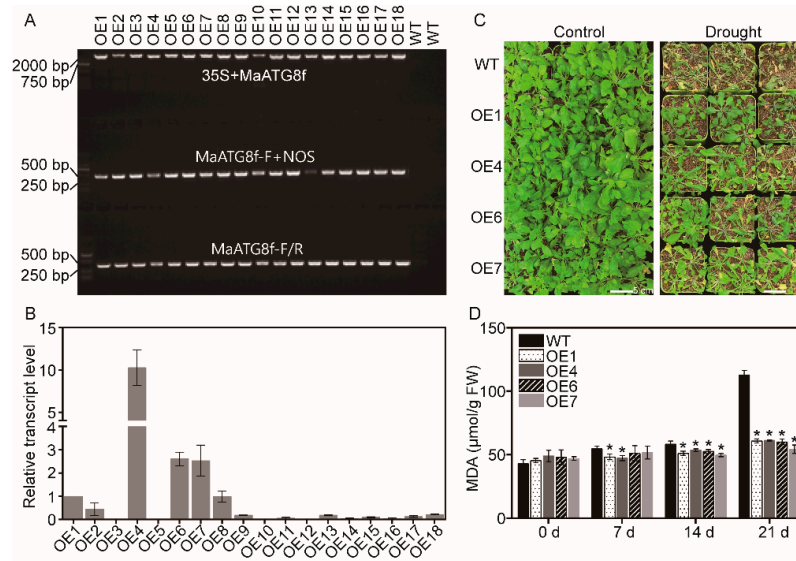 A
OE1 OE2 OE3 OE4 OE5 OE6 OE7 OE8 OE9 OE10 OE11 OE12 OE13 OE14 OE15 OE16 OE17 OE18 WT WT
2000 bp
750 bp
35S+MaATG8f
500 bp
250 bp
MaATG8f-F+NOS
500 bp
250 bp
MaATG8f-F/R
B
Relative transcript level
15
10
5
4
3
2
1
0
OE1 OE2 OE3 OE4 OE5 OE6 OE7 OE8 OE9 OE10 OE11 OE12 OE13 OE14 OE15 OE16 OE17 OE18
C
Control Drought
WT
OE1
OE4
OE6
OE7
5 cm
D
MDA (μmol/g FW)
150
100
50
0
WT
OE1
OE4
OE6
OE7
* * * * * * * * * *
0 d 7 d 14 d 21 d